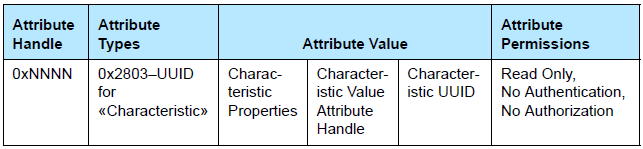 Attribute Handle
Attribute Types
Attribute Value
Attribute Permissions
0xNNNN
0x2803–UUID
for
«Characteristic»
Charac-
teristic
Properties
Character-
istic Value
Attribute
Handle
Character-
istic UUID
Read Only,
No Authentication,
No Authorization